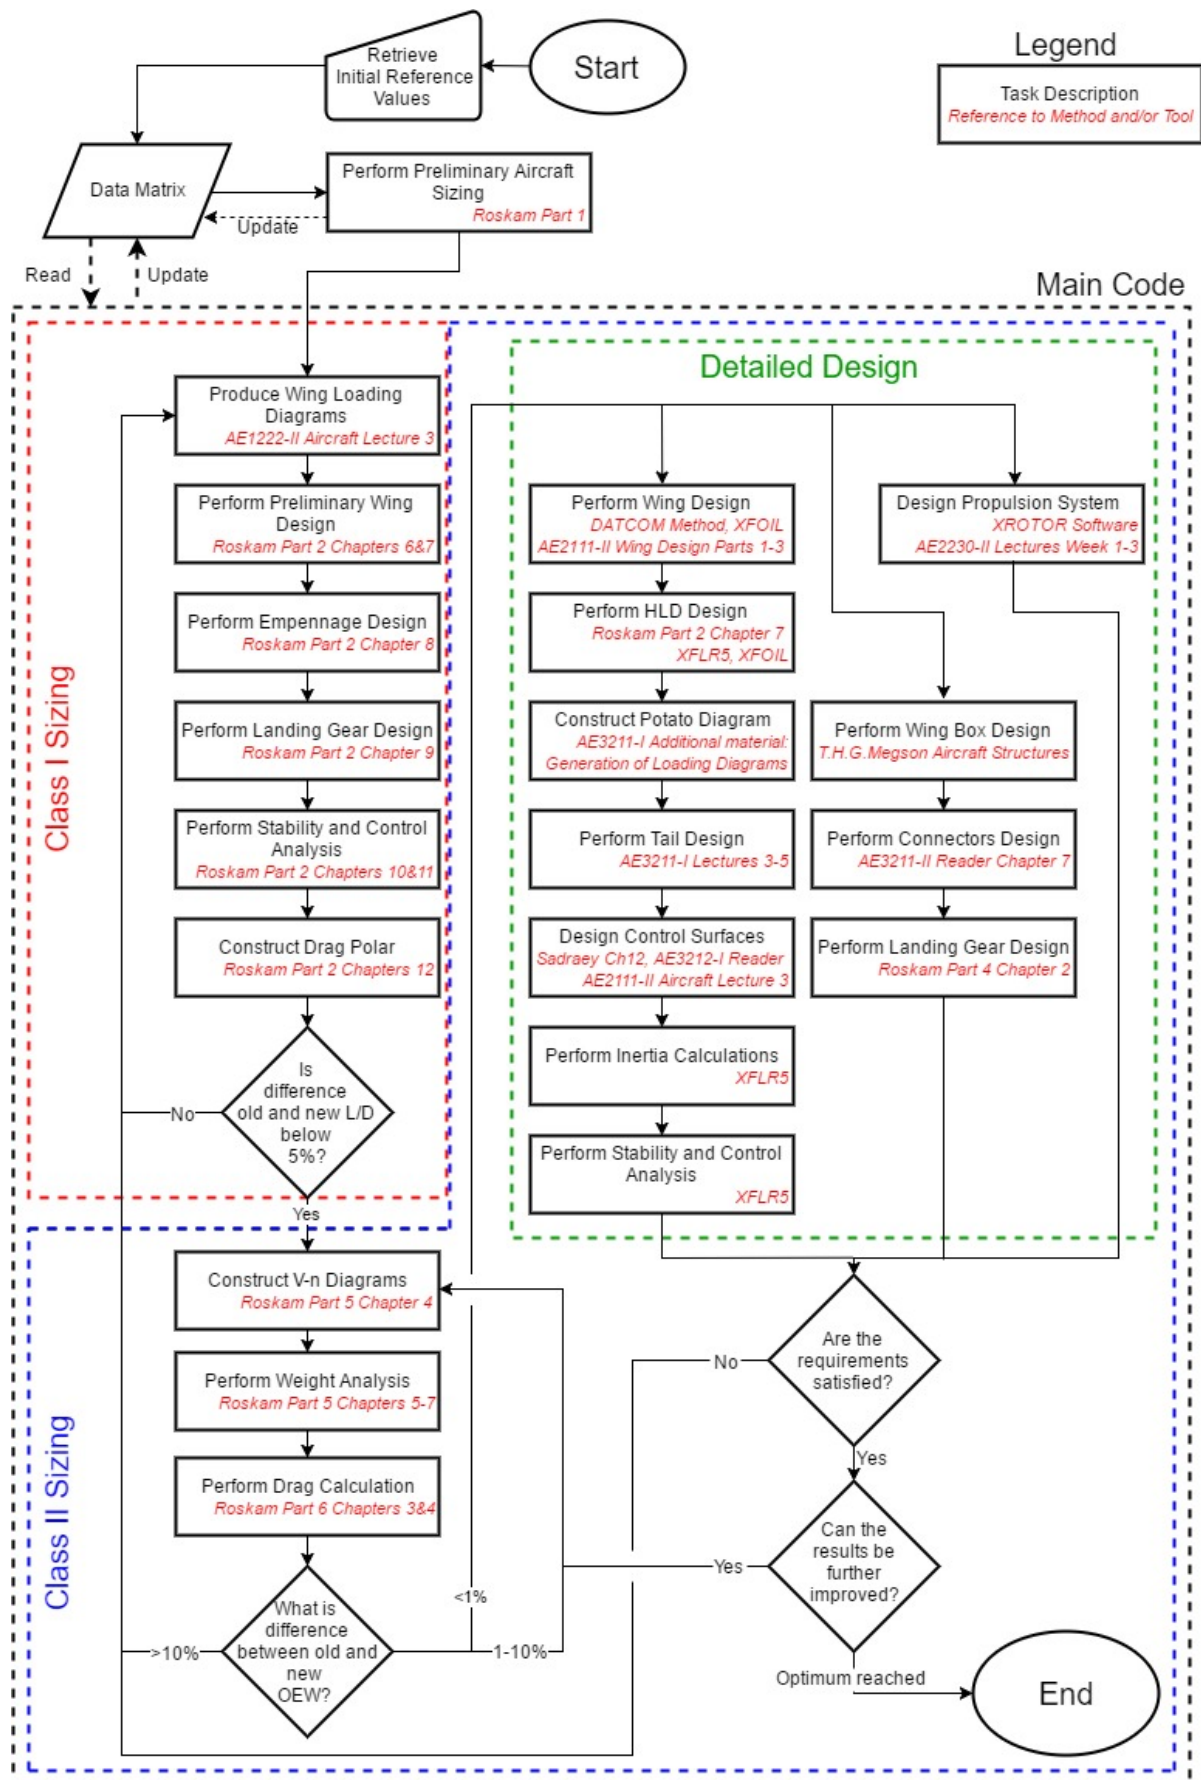 Start
Retrieve
Initial Reference
Values
Legend
Task Description
Reference to Method and/or Tool
Data Matrix
Perform Preliminary Aircraft
Sizing
Roskam Part 1
Update
Read
Update
Main Code
Class I Sizing
Produce Wing Loading
Diagrams
AE1222-II Aircraft Lecture 3
Perform Preliminary Wing
Design
Roskam Part 2 Chapters 6&7
Perform Empennage Design
Roskam Part 2 Chapter 8
Perform Landing Gear Design
Roskam Part 2 Chapter 9
Perform Stability and Control
Analysis
Roskam Part 2 Chapters 10&11
Construct Drag Polar
Roskam Part 2 Chapters 12
Is
difference
old and new L/D
below
5%?
No
Yes
Class II Sizing
Construct V-n Diagrams
Roskam Part 5 Chapter 4
Perform Weight Analysis
Roskam Part 5 Chapters 5-7
Perform Drag Calculation
Roskam Part 6 Chapters 3&4
What is
difference
between old and
new
OEW?
>10%
<1%
1-10%
Detailed Design
Perform Wing Design
DATCOM Method, XFOIL
AE2111-II Wing Design Parts 1-3
Perform HLD Design
Roskam Part 2 Chapter 7
XFLR5, XFOIL
Construct Potato Diagram
AE3211-I Additional material:
Generation of Loading Diagrams
Perform Tail Design
AE3211-I Lectures 3-5
Design Control Surfaces
Sadraey Ch12, AE3212-I Reader
AE2111-II Aircraft Lecture 3
Perform Inertia Calculations
XFLR5
Perform Stability and Control
Analysis
XFLR5
Design Propulsion System
XROTOR Software
AE2230-II Lectures Week 1-3
Perform Wing Box Design
T.H.G.Megson Aircraft Structures
Perform Connectors Design
AE3211-II Reader Chapter 7
Perform Landing Gear Design
Roskam Part 4 Chapter 2
Are the
requirements
satisfied?
No
Yes
Can the
results be
further
improved?
Yes
Optimum reached
End